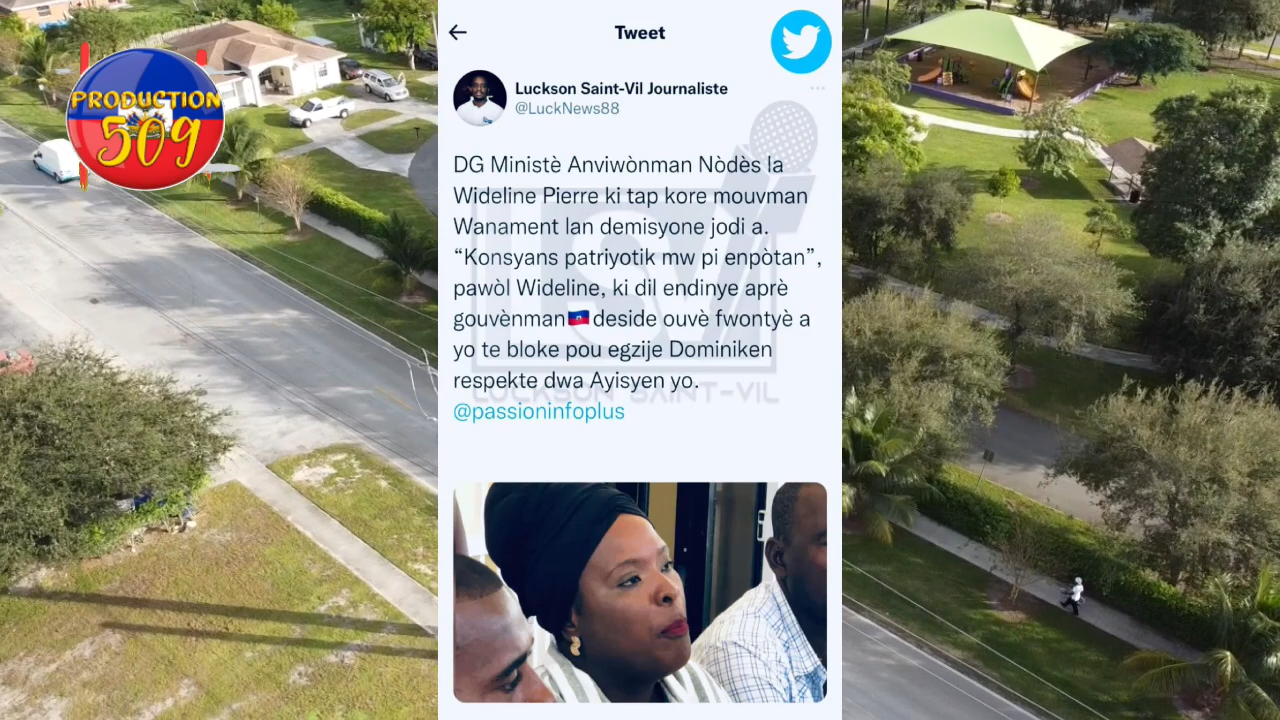 PRODUCTION
509
Tweet
Luckson Saint-Vil Journaliste
@LuckNews88
DG Ministè Anviwònman Nòdès la
Wideline Pierre ki tap kore mouvman
Wanament lan demisyone jodi a.
“Konsyans patriyotik mw pi enpòtan”,
pawòl Wideline, ki dil endinye aprè
gouvènman🇭🇹deside ouvè fwontyè a
yo te bloke pou egzije Dominiken
respekte dwa Ayisyen yo.
@passioninfoplus
LSV
LUCKSON SAINT-VIL